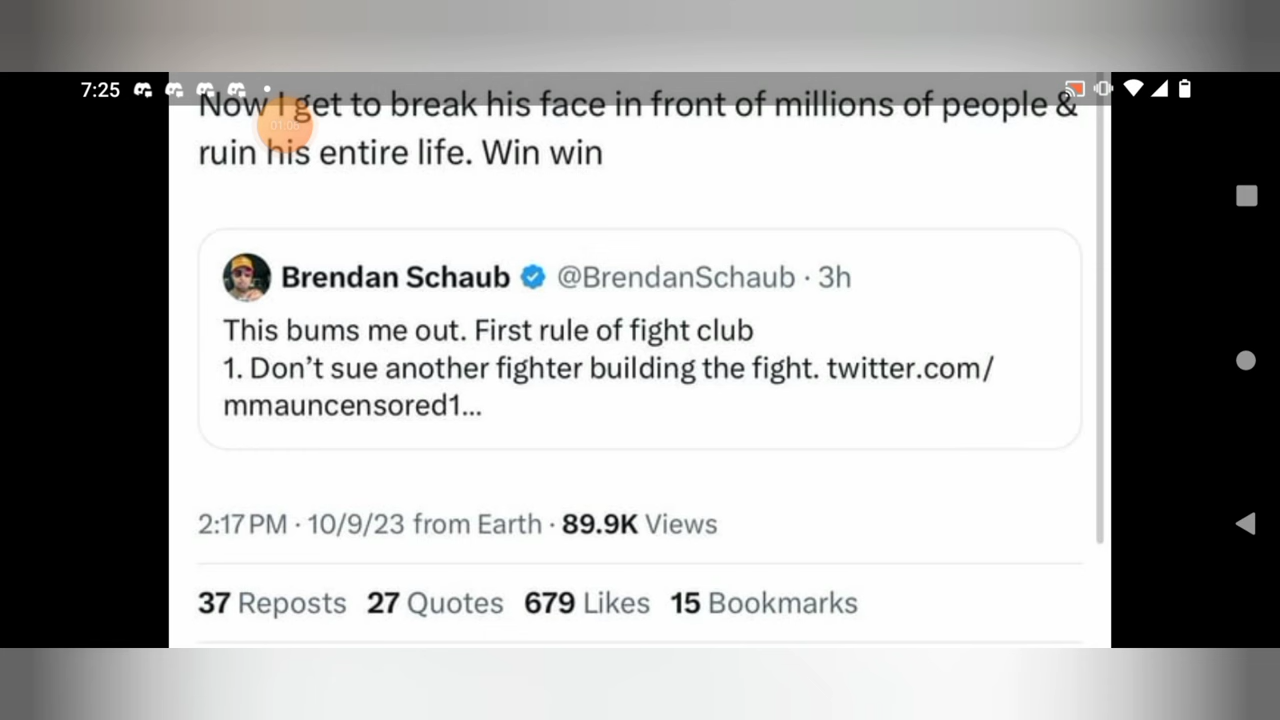 7:25
Now I get to break his face in front of millions of people &
01:06
ruin his entire life. Win win
Brendan Schaub @BrendanSchaub · 3h
This bums me out. First rule of fight club
1. Don’t sue another fighter building the fight. twitter.com/
mmauncensored1...
2:17 PM · 10/9/23 from Earth · 89.9K Views
37 Reposts 27 Quotes 679 Likes 15 Bookmarks